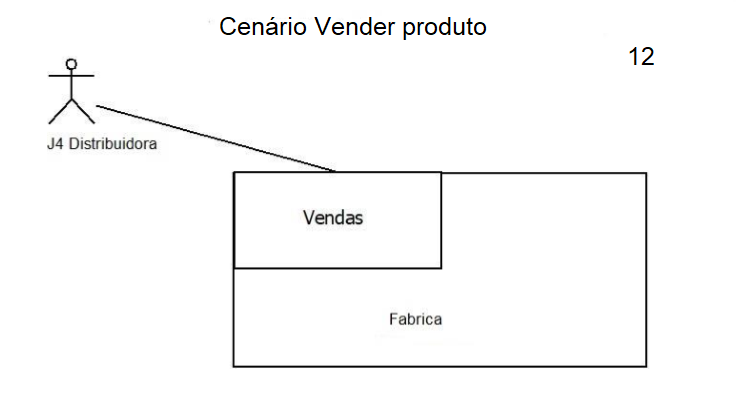 Cenário Vender produto
12
J4 Distribuidora
Vendas
Fabrica